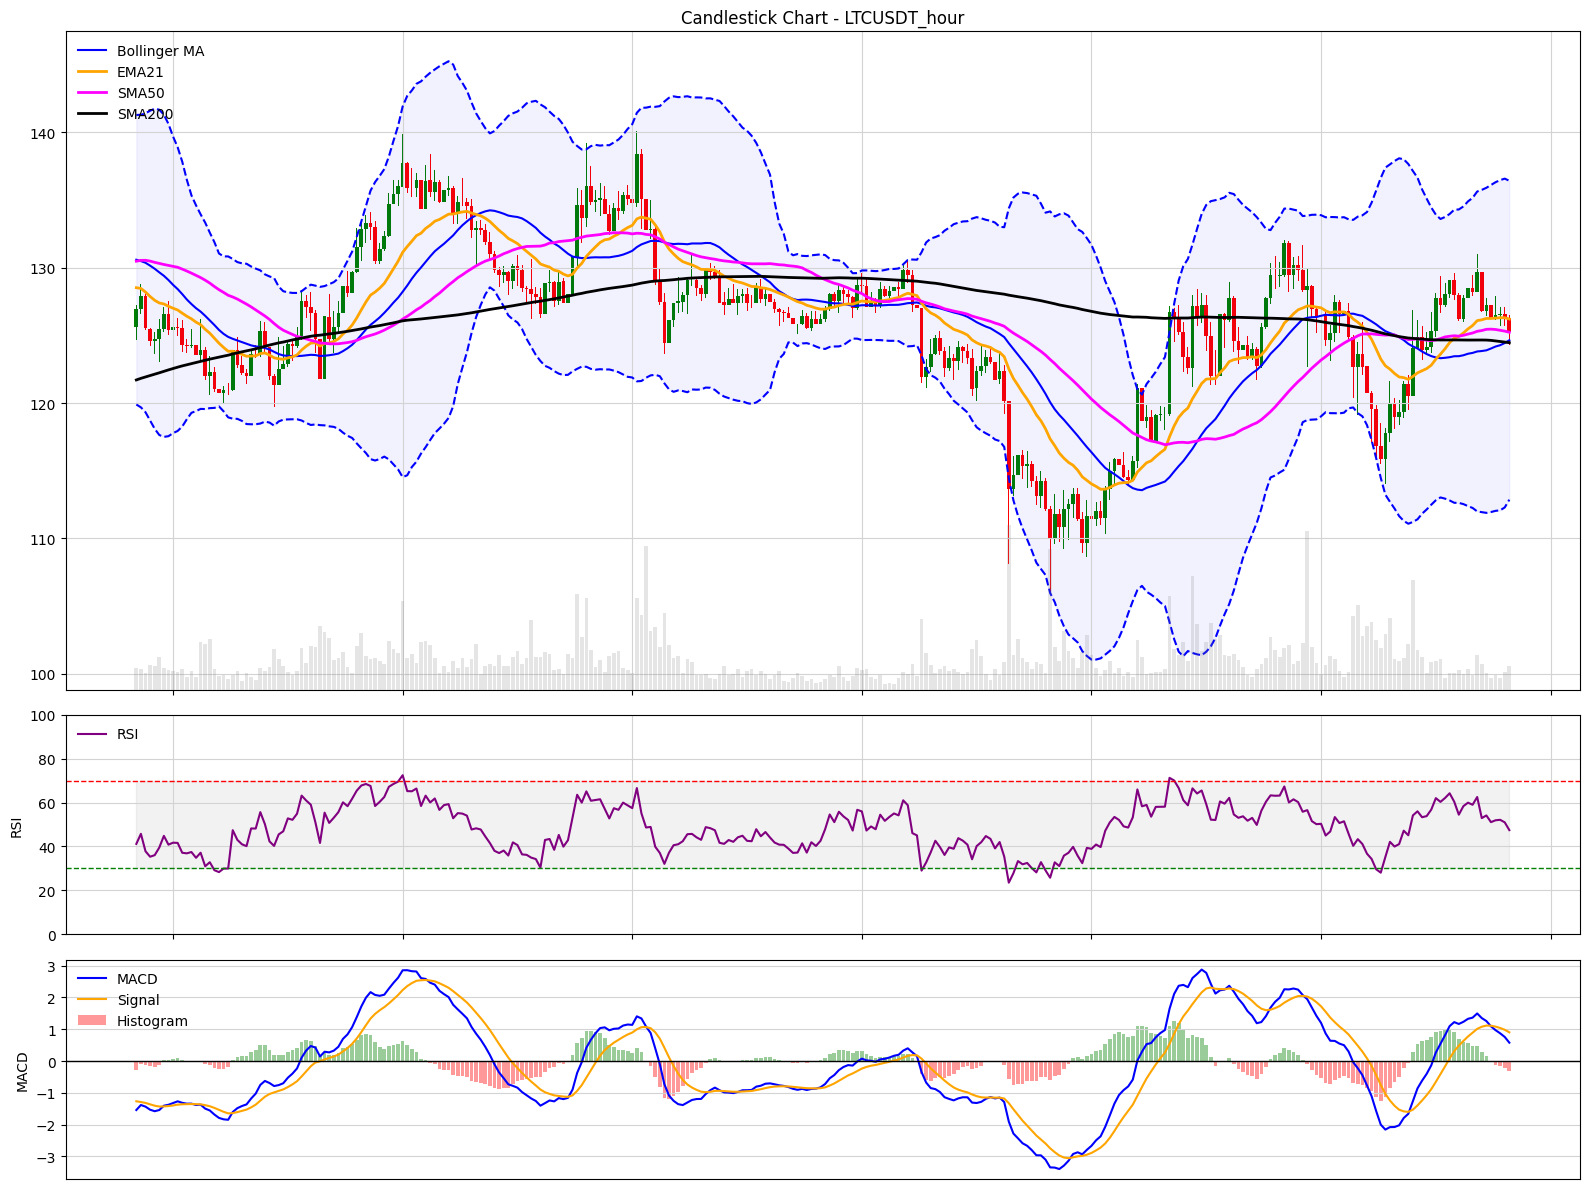 Candlestick Chart - LTCUSDT_hour
Bollinger MA
EMA21
SMA50
SMA200
140
130
120
110
100
RSI
100
80
60
40
20
0
RSI
MACD
Signal
Histogram
3
2
1
0
−1
−2
−3
MACD